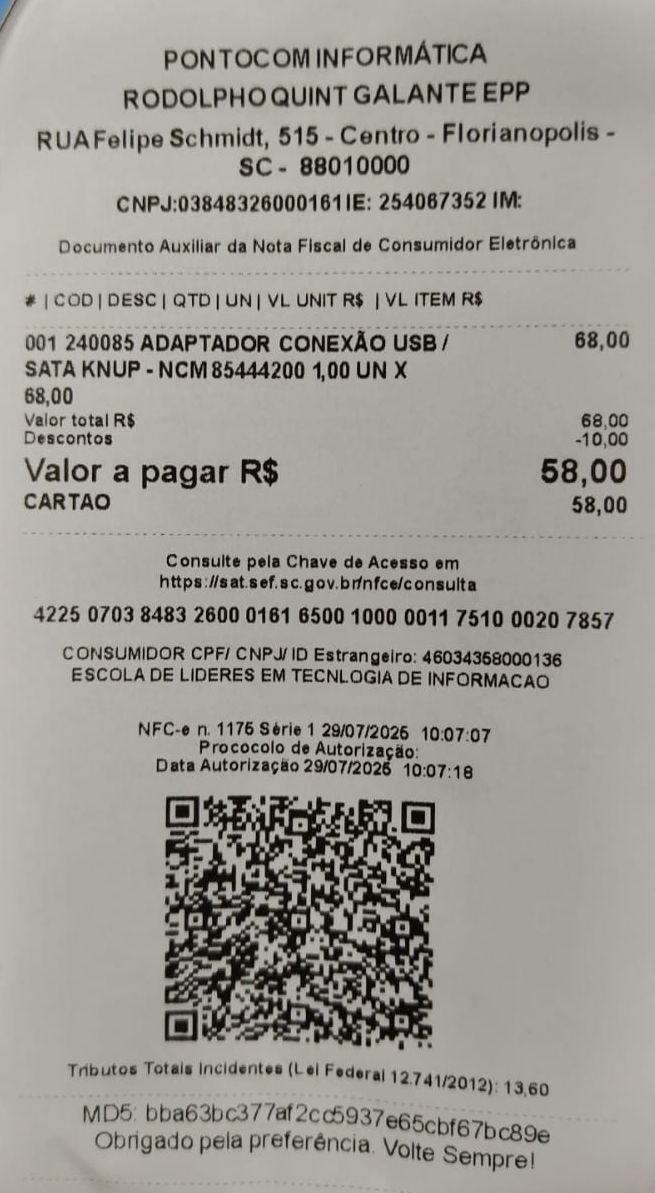 PONTOCOM INFORMÁTICA
RODOLPHO QUINT GALANTE EPP
RUA Felipe Schmidt, 515 - Centro - Florianopolis -
SC - 88010000
CNPJ:03848326000161 IE: 254067352 IM:
Documento Auxiliar da Nota Fiscal de Consumidor Eletrônica
# | COD | DESC | QTD | UN | VL UNIT R$ | VL ITEM R$
001 240085 ADAPTADOR CONEXÃO USB / 68,00
SATA KNUP - NCM 85444200 1,00 UN X
68,00
Valor total R$ 68,00
Descontos -10,00
Valor a pagar R$ 58,00
CARTAO 58,00
Consulte pela Chave de Acesso em
https://sat.sef.sc.gov.br/nfce/consulta
4225 0703 8483 2600 0161 6500 1000 0011 7510 0020 7857
CONSUMIDOR CPF/ CNPJ/ ID Estrangeiro: 46034358000136
ESCOLA DE LIDERES EM TECNLOGIA DE INFORMACAO
NFC-e n. 1175 Série 1 29/07/2025 10:07:07
Prococolo de Autorização:
Data Autorização 29/07/2025 10:07:18
Tributos Totais Incidentes (Lei Federal 12.741/2012): 13,60
MD5: bba63bc377af2cc5937e65cbf67bc89e
Obrigado pela preferência. Volte Sempre!